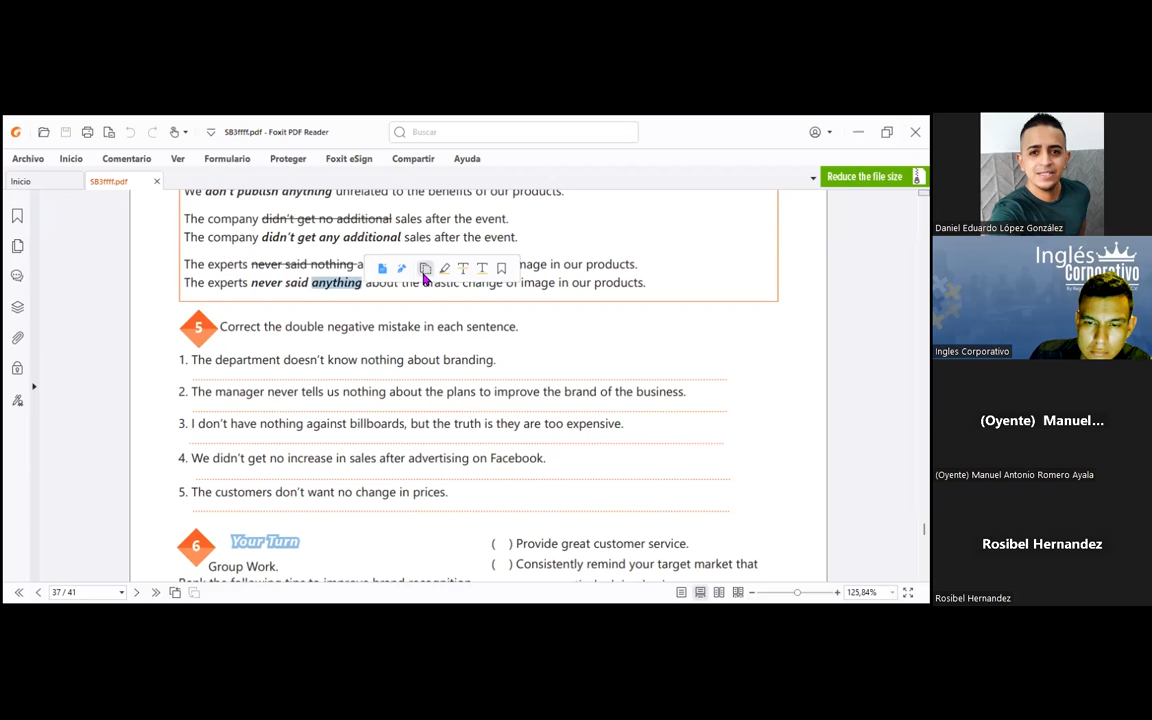 SB3ffff.pdf - Foxit PDF Reader
Buscar
Archivo Inicio Comentario Ver Formulario Proteger Foxit eSign Compartir Ayuda
Reduce the file size
Inicio
SB3ffff.pdf
We don't publish anything unrelated to the benefits of our products.
The company didn't get no additional sales after the event.
The company didn't get any additional sales after the event.
The experts never said nothing a mage in our products.
The experts never said anything about the drastic change of image in our products.
5 Correct the double negative mistake in each sentence.
1. The department doesn't know nothing about branding.
2. The manager never tells us nothing about the plans to improve the brand of the business.
3. I don't have nothing against billboards, but the truth is they are too expensive.
4. We didn't get no increase in sales after advertising on Facebook.
5. The customers don't want no change in prices.
6 Your Turn
Group Work.
( ) Provide great customer service.
( ) Consistently remind your target market that
Rank the following tips to improve brand recognition
37 / 41
125,84%
Daniel Eduardo López González
Inglés
Corporativo
Ingles Corporativo
(Oyente) Manuel...
(Oyente) Manuel Antonio Romero Ayala
Rosibel Hernandez
Rosibel Hernandez